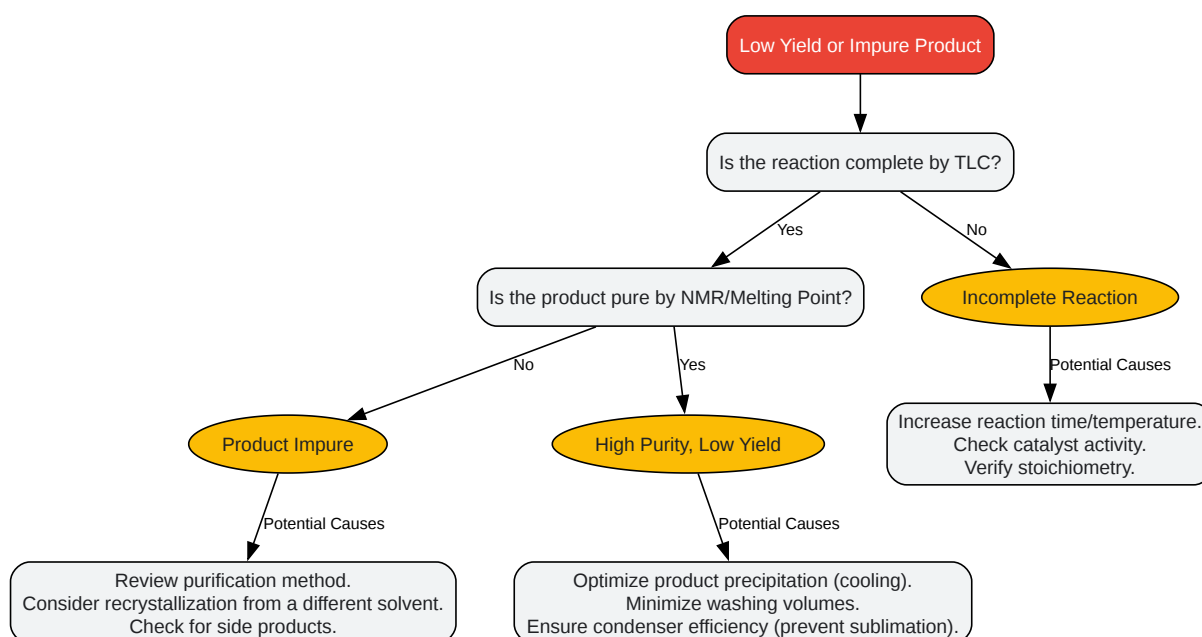 Low Yield or Impure Product
Is the reaction complete by TLC?
Yes
No
Is the product pure by NMR/Melting Point?
Incomplete Reaction
No
Yes
Potential Causes
Product Impure
High Purity, Low Yield
Increase reaction time/temperature.
Check catalyst activity.
Verify stoichiometry.
Potential Causes
Potential Causes
Review purification method.
Consider recrystallization from a different solvent.
Check for side products.
Optimize product precipitation (cooling).
Minimize washing volumes.
Ensure condenser efficiency (prevent sublimation).